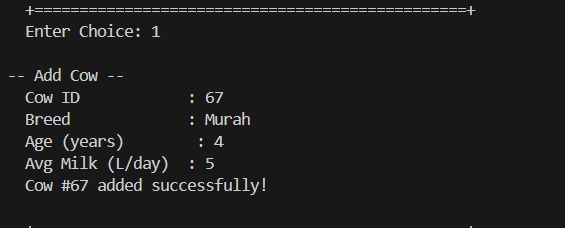 +================================================+
Enter Choice: 1
-- Add Cow --
Cow ID            : 67
Breed             : Murah
Age (years)        : 4
Avg Milk (L/day)  : 5
Cow #67 added successfully!